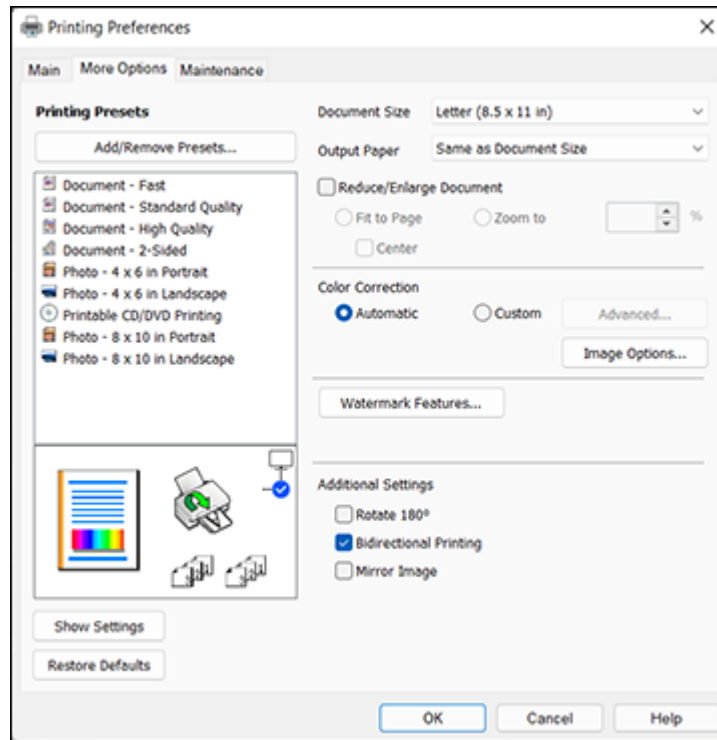 Printing Preferences
Main More Options Maintenance
Printing Presets
Add/Remove Presets...
Document - Fast
Document - Standard Quality
Document - High Quality
Document - 2-Sided
Photo - 4 x 6 in Portrait
Photo - 4 x 6 in Landscape
Printable CD/DVD Printing
Photo - 8 x 10 in Portrait
Photo - 8 x 10 in Landscape
Show Settings
Restore Defaults
Document Size Letter (8.5 x 11 in)
Output Paper Same as Document Size
Reduce/Enlarge Document
Fit to Page Zoom to %
Center
Color Correction
Automatic Custom Advanced...
Image Options...
Watermark Features...
Additional Settings
Rotate 180º
Bidirectional Printing
Mirror Image
OK Cancel Help